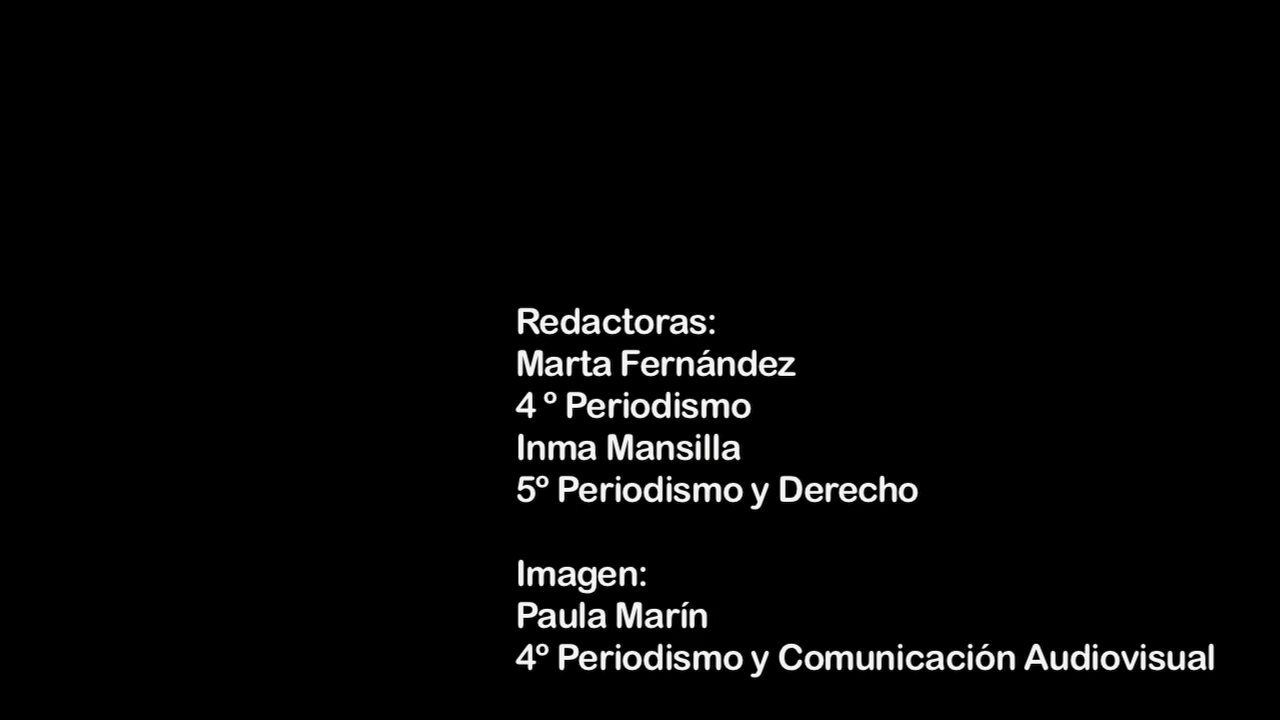 Redactoras:
Marta Fernández
4 º Periodismo
Inma Mansilla
5º Periodismo y Derecho
Imagen:
Paula Marín
4º Periodismo y Comunicación Audiovisual